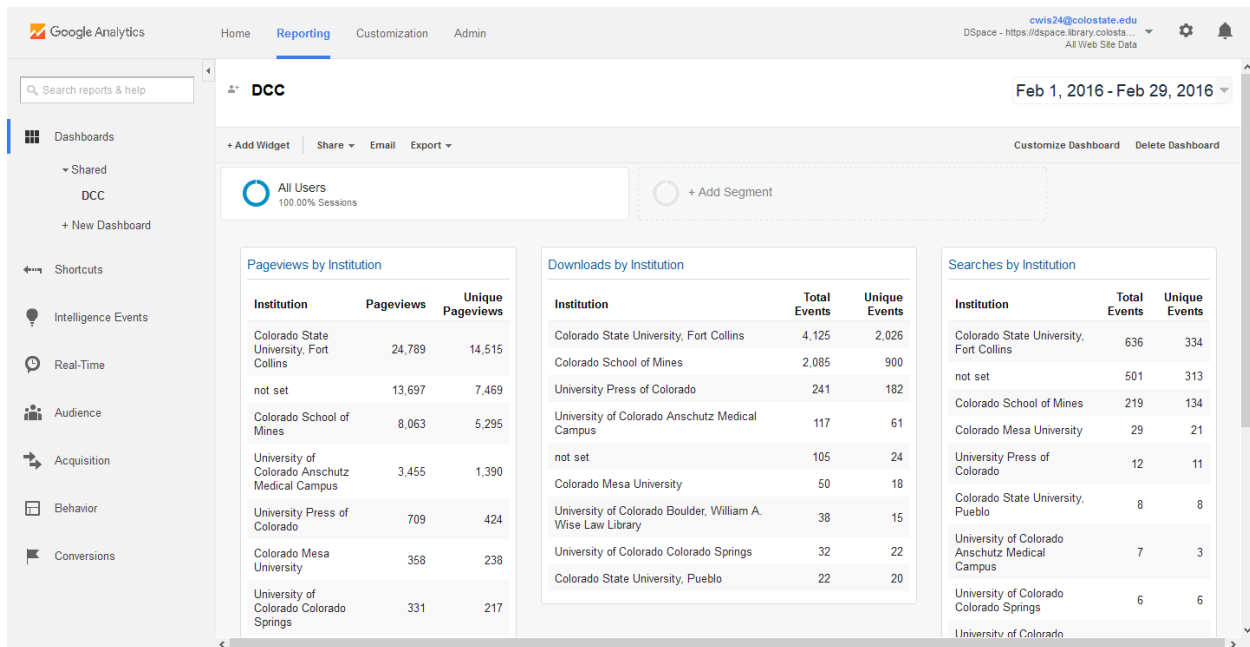 Google Analytics
Home Reporting Customization Admin
cwis24@colostate.edu
DSpace - https://dspace.library.colosta...
All Web Site Data
Search reports & help
DCC
Feb 1, 2016 - Feb 29, 2016
Dashboards
Shared
DCC
+ New Dashboard
Shortcuts
Intelligence Events
Real-Time
Audience
Acquisition
Behavior
Conversions
+ Add Widget Share Email Export
Customize Dashboard Delete Dashboard
All Users
100.00% Sessions
+ Add Segment
Pageviews by Institution
Institution Pageviews Unique
Pageviews
Colorado State
University, Fort 24,789 14,515
Collins
not set 13,697 7,469
Colorado School of
Mines 8,063 5,295
University of
Colorado Anschutz 3,455 1,390
Medical Campus
University Press of
Colorado 709 424
Colorado Mesa
University 358 238
University of
Colorado Colorado 331 217
Springs
Downloads by Institution
Institution Total Unique
Events Events
Colorado State University, Fort Collins 4,125 2,026
Colorado School of Mines 2,085 900
University Press of Colorado 241 182
University of Colorado Anschutz Medical
Campus 117 61
not set 105 24
Colorado Mesa University 50 18
University of Colorado Boulder, William A.
Wise Law Library 38 15
University of Colorado Colorado Springs 32 22
Colorado State University, Pueblo 22 20
Searches by Institution
Institution Total Unique
Events Events
Colorado State University,
Fort Collins 636 334
not set 501 313
Colorado School of Mines 219 134
Colorado Mesa University 29 21
University Press of
Colorado 12 11
Colorado State University,
Pueblo 8 8
University of Colorado
Anschutz Medical 7 3
Campus
University of Colorado
Colorado Springs 6 6
University of Colorado